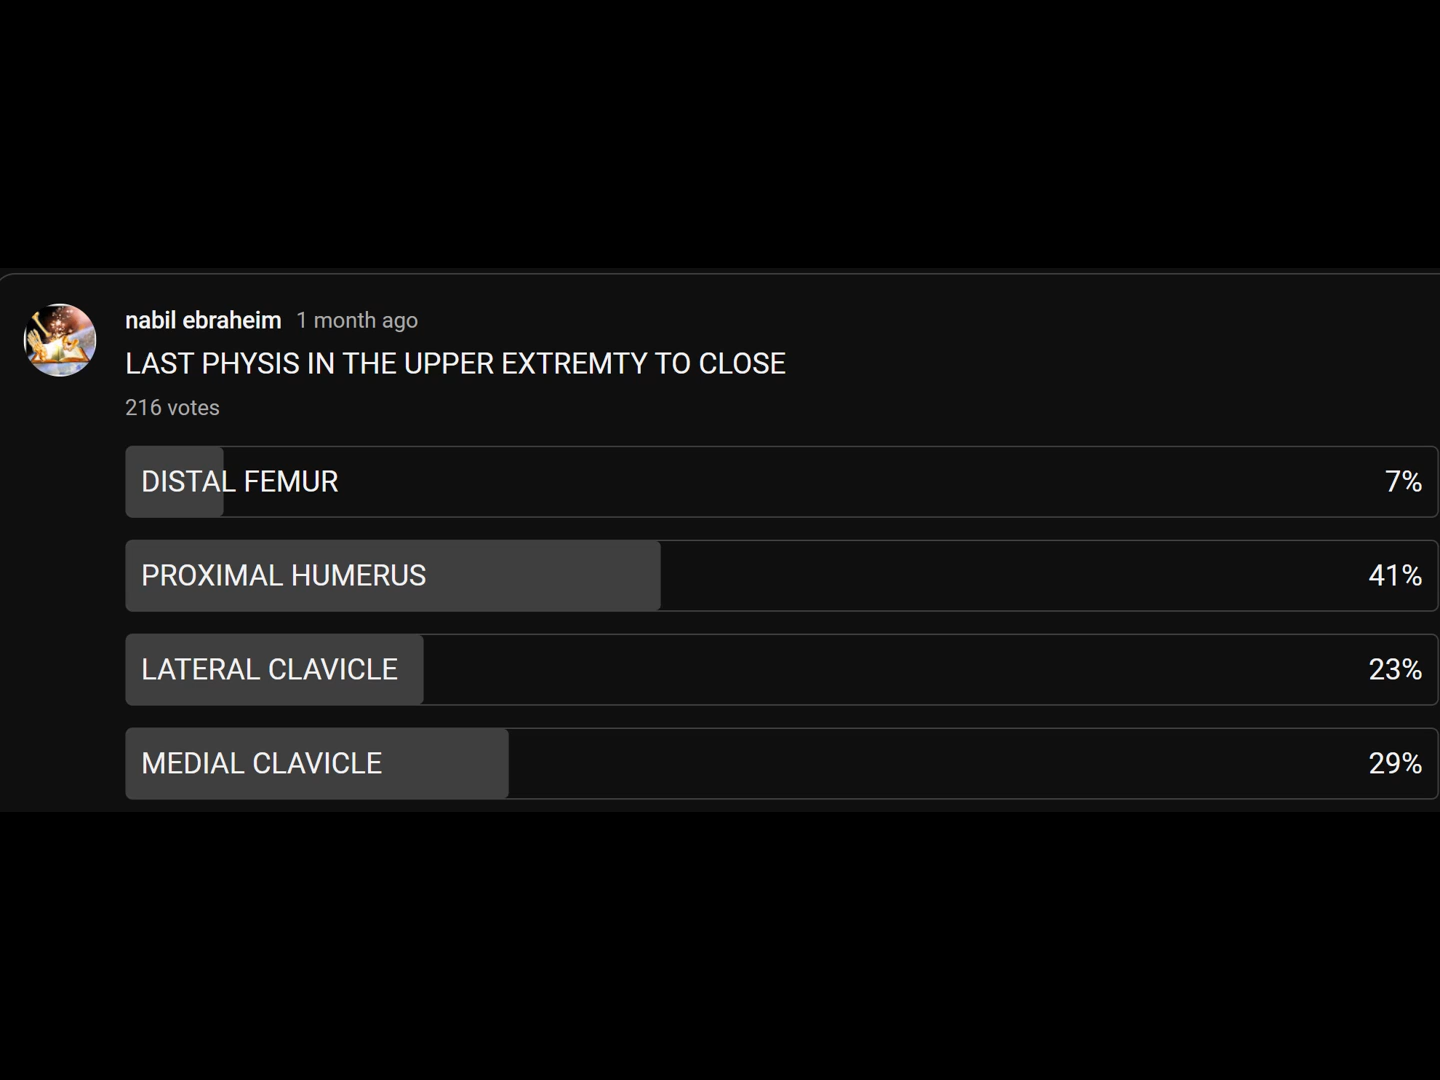 nabil ebraheim 1 month ago
LAST PHYSIS IN THE UPPER EXTREMTY TO CLOSE
216 votes
DISTAL FEMUR 7%
PROXIMAL HUMERUS 41%
LATERAL CLAVICLE 23%
MEDIAL CLAVICLE 29%